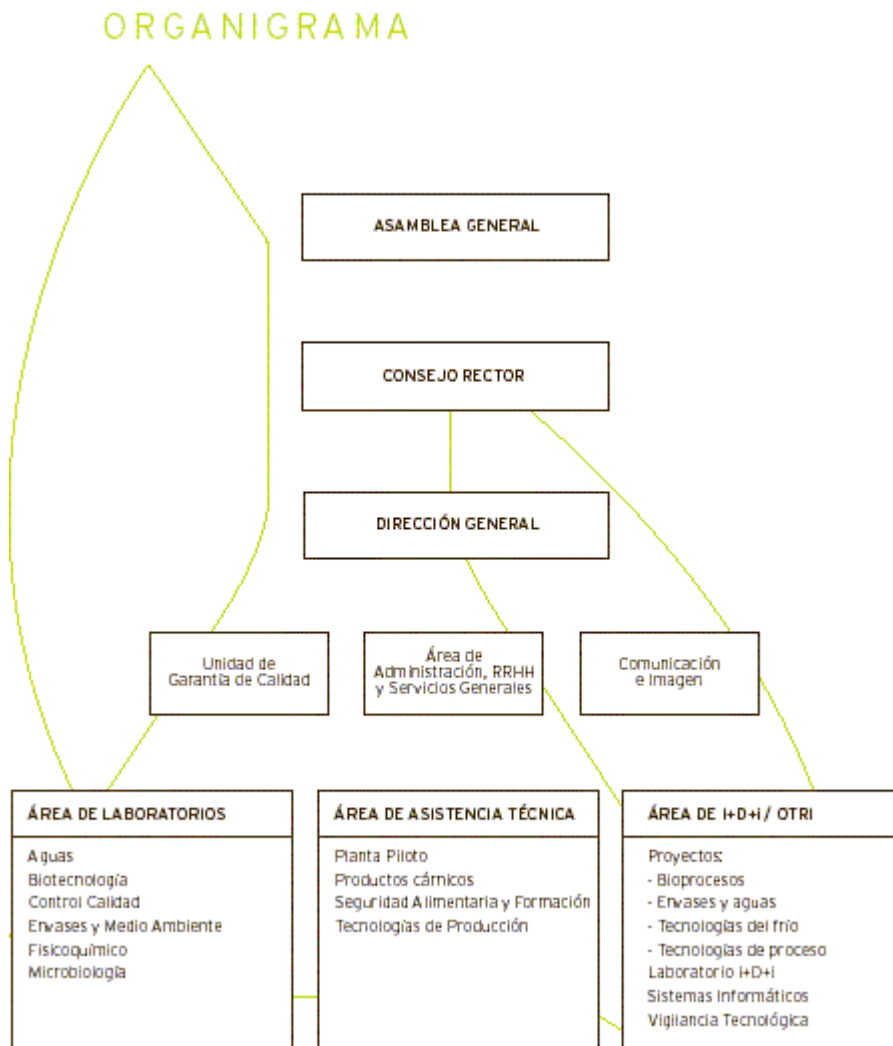 ORGANIGRAMA
ASAMBLEA GENERAL
CONSEJO RECTOR
DIRECCIÓN GENERAL
Unidad de
Garantía de Calidad
Área de
Administración, RRHH
y Servicios Generales
Comunicación
e Imagen
ÁREA DE LABORATORIOS
Aguas
Biotecnología
Control Calidad
Envases y Medio Ambiente
Fisicoquímico
Microbiología
ÁREA DE ASISTENCIA TÉCNICA
Planta Piloto
Productos cárnicos
Seguridad Alimentaria y Formación
Tecnologías de Producción
ÁREA DE I+D+i / OTRI
Proyectos:
- Bioprocesos
- Envases y aguas
- Tecnologías del frío
- Tecnologías de proceso
Laboratorio I+D+i
Sistemas Informáticos
Vigilancia Tecnológica